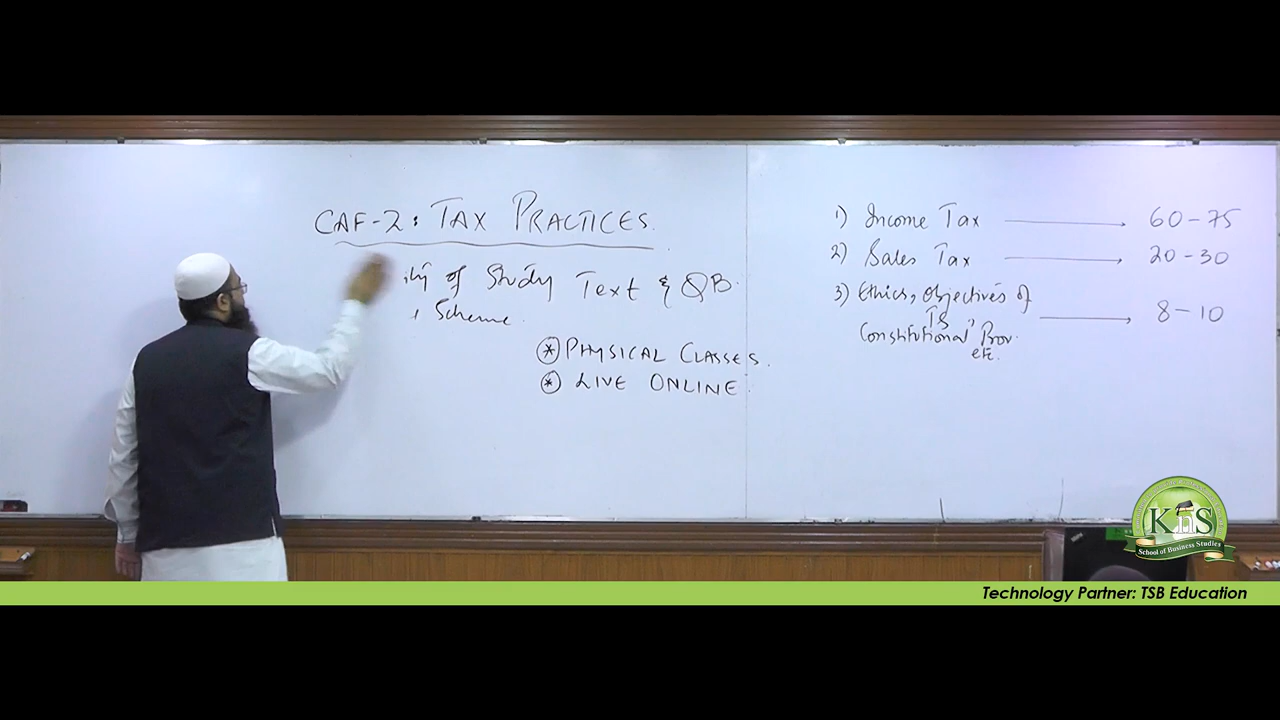 CAF-2: TAX PRACTICES
of Study Text & QB.
Scheme.
* PHYSICAL CLASSES.
* LIVE ONLINE.
1) Income Tax → 60-75
2) Sales Tax → 20-30
3) Ethics, Objectives of → 8-10
TS,
Constitutional Prov.
etc.
KnS
School of Business Studies
Technology Partner: TSB Education